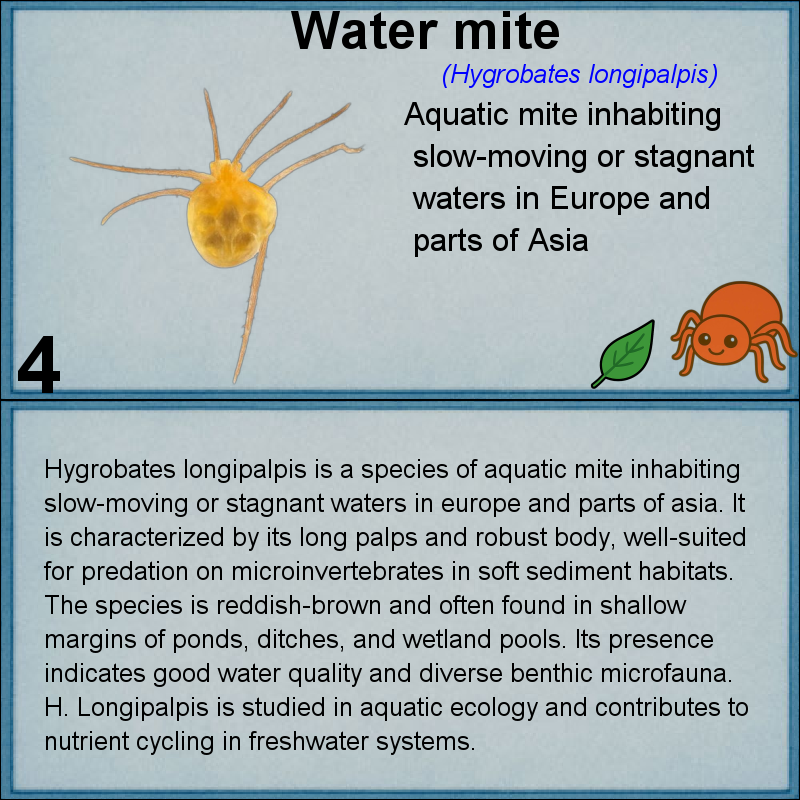 Water mite
(Hygrobates longipalpis)
Aquatic mite inhabiting
slow-moving or stagnant
waters in Europe and
parts of Asia
4
Hygrobates longipalpis is a species of aquatic mite inhabiting
slow-moving or stagnant waters in europe and parts of asia. It
is characterized by its long palps and robust body, well-suited
for predation on microinvertebrates in soft sediment habitats.
The species is reddish-brown and often found in shallow
margins of ponds, ditches, and wetland pools. Its presence
indicates good water quality and diverse benthic microfauna.
H. Longipalpis is studied in aquatic ecology and contributes to
nutrient cycling in freshwater systems.